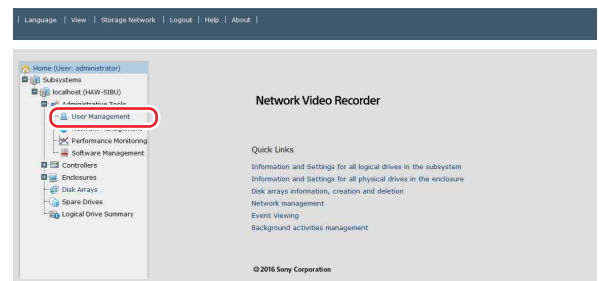 | Language | View | Storage Network | Logout | Help | About |
Home (User: administrator)
Subsystems
localhost (HAW-SIBU)
Administrative Tools
User Management
Performance Monitoring
Software Management
Controllers
Enclosures
Disk Arrays
Spare Drives
Logical Drive Summary
Network Video Recorder
Quick Links
Information and Settings for all logical drives in the subsystem
Information and Settings for all physical drives in the enclosure
Disk arrays information, creation and deletion
Network management
Event Viewing
Background activities management
©2016 Sony Corporation